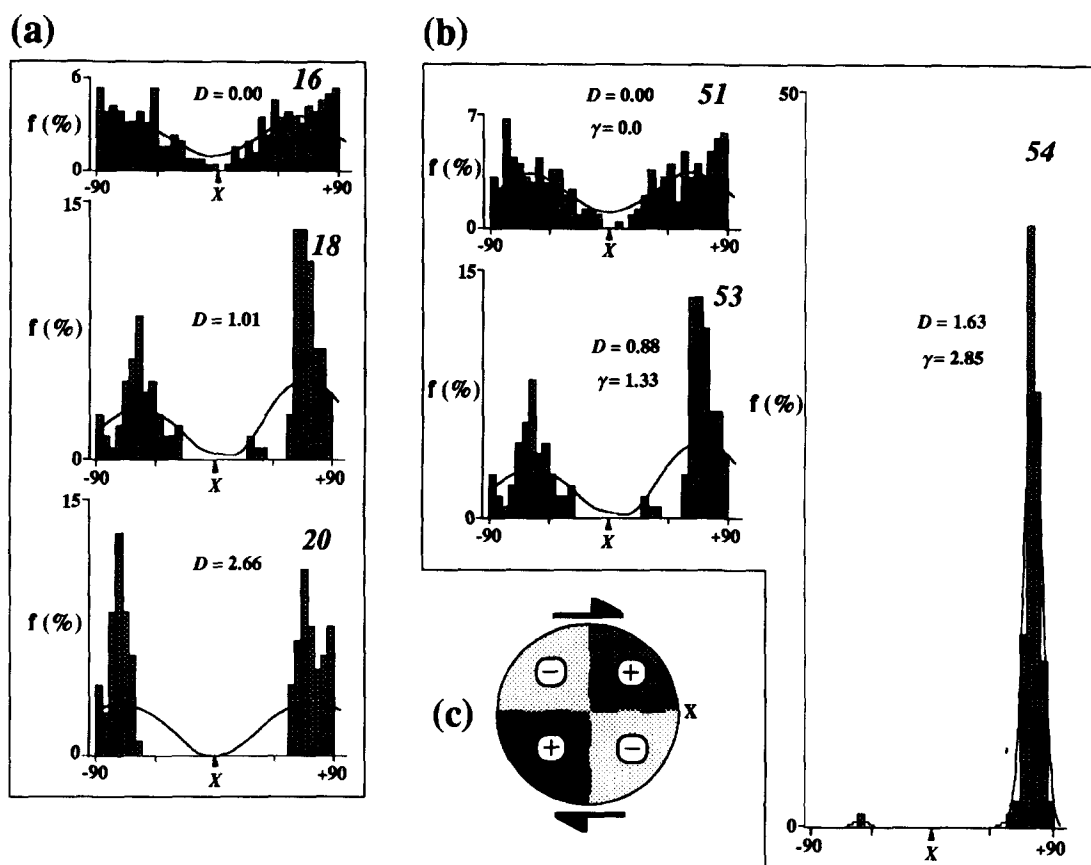 (a)
6
16
D = 0.00
f (%)
0
-90
X
+90
15
18
D = 1.01
f (%)
0
-90
X
+90
15
20
D = 2.66
f (%)
0
-90
X
+90
(b)
7
51
D = 0.00
γ = 0.0
f (%)
0
-90
X
+90
15
53
D = 0.88
γ = 1.33
f (%)
0
-90
X
+90
50
54
D = 1.63
γ = 2.85
f (%)
0
-90
X
+90
(c)
− +
+ −
X